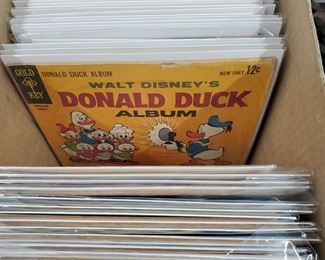 GOLD KEY
DONALD DUCK ALBUM
NOW ONLY 12¢
WALT DISNEY'S
DONALD DUCK
ALBUM